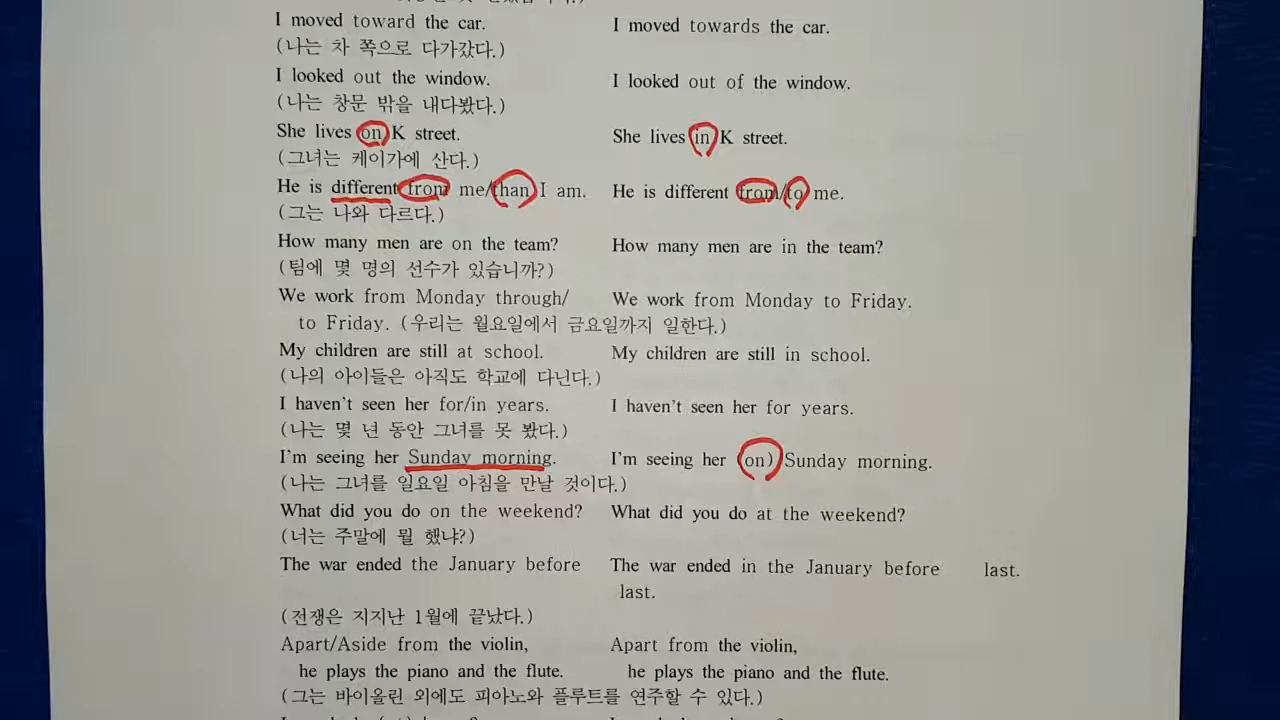 I moved toward the car. I moved towards the car.
(나는 차 쪽으로 다가갔다.)
I looked out the window. I looked out of the window.
(나는 창문 밖을 내다봤다.)
She lives on K street. She lives in K street.
(그녀는 케이가에 산다.)
He is different from me/than I am. He is different from/to me.
(그는 나와 다르다.)
How many men are on the team? How many men are in the team?
(팀에 몇 명의 선수가 있습니까?)
We work from Monday through/ We work from Monday to Friday.
to Friday. (우리는 월요일에서 금요일까지 일한다.)
My children are still at school. My children are still in school.
(나의 아이들은 아직도 학교에 다닌다.)
I haven't seen her for/in years. I haven't seen her for years.
(나는 몇 년 동안 그녀를 못 봤다.)
I'm seeing her Sunday morning. I'm seeing her (on) Sunday morning.
(나는 그녀를 일요일 아침을 만날 것이다.)
What did you do on the weekend? What did you do at the weekend?
(너는 주말에 뭘 했냐?)
The war ended the January before The war ended in the January before last.
last.
(전쟁은 지지난 1월에 끝났다.)
Apart/Aside from the violin, Apart from the violin,
he plays the piano and the flute. he plays the piano and the flute.
(그는 바이올린 외에도 피아노와 플루트를 연주할 수 있다.)